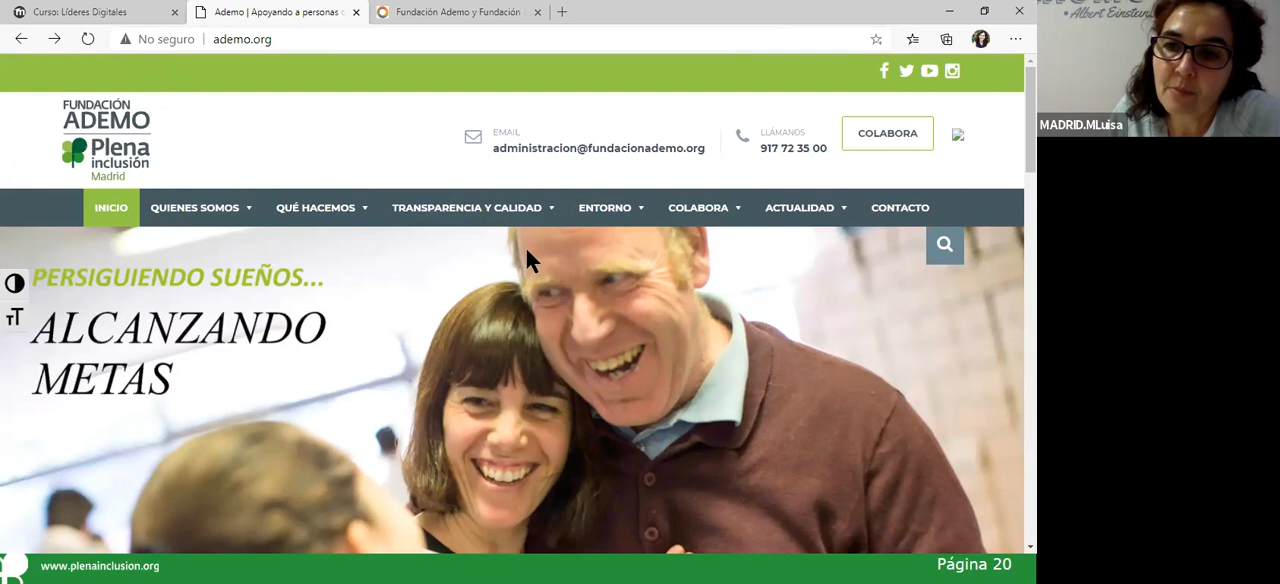 Curso: Líderes Digitales
Ademo | Apoyando a personas
Fundación Ademo y Fundación
No seguro
ademo.org
Albert Einstein
MADRID.MLuisa
FUNDACIÓN
ADEMO
Plena
inclusión
Madrid
EMAIL
administracion@fundacionademo.org
LLÁMANOS
917 72 35 00
COLABORA
INICIO
QUIENES SOMOS
QUÉ HACEMOS
TRANSPARENCIA Y CALIDAD
ENTORNO
COLABORA
ACTUALIDAD
CONTACTO
PERSIGUIENDO SUEÑOS...
ALCANZANDO
METAS
www.plenainclusion.org
Página 20